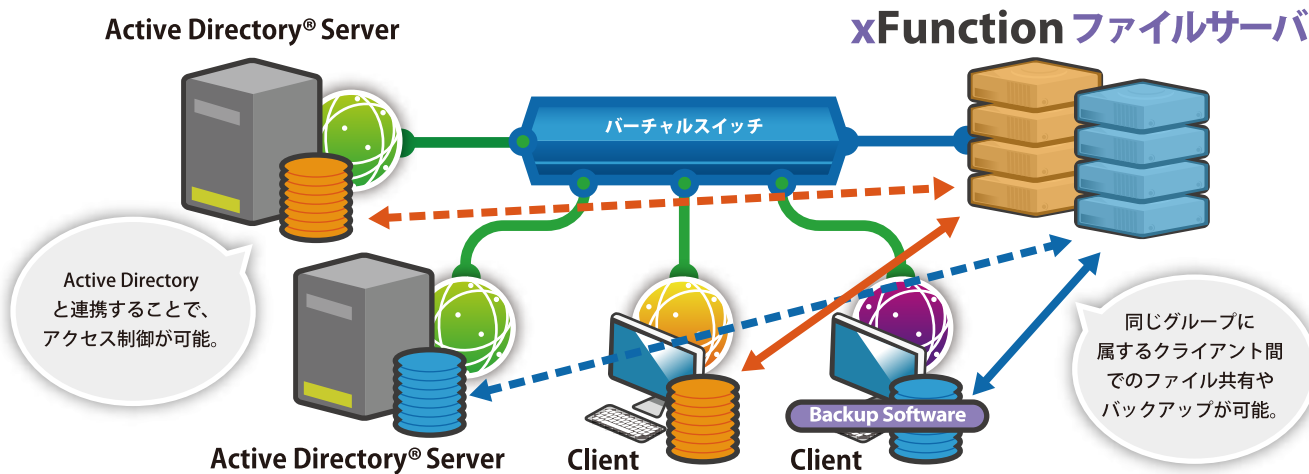 Active Directory® Server
xFunction ファイルサーバ
バーチャルスイッチ
Active Directory
と連携することで、
アクセス制御が可能。
同じグループに
属するクライアント間
でのファイル共有や
バックアップが可能。
Backup Software
Active Directory® Server
Client
Client